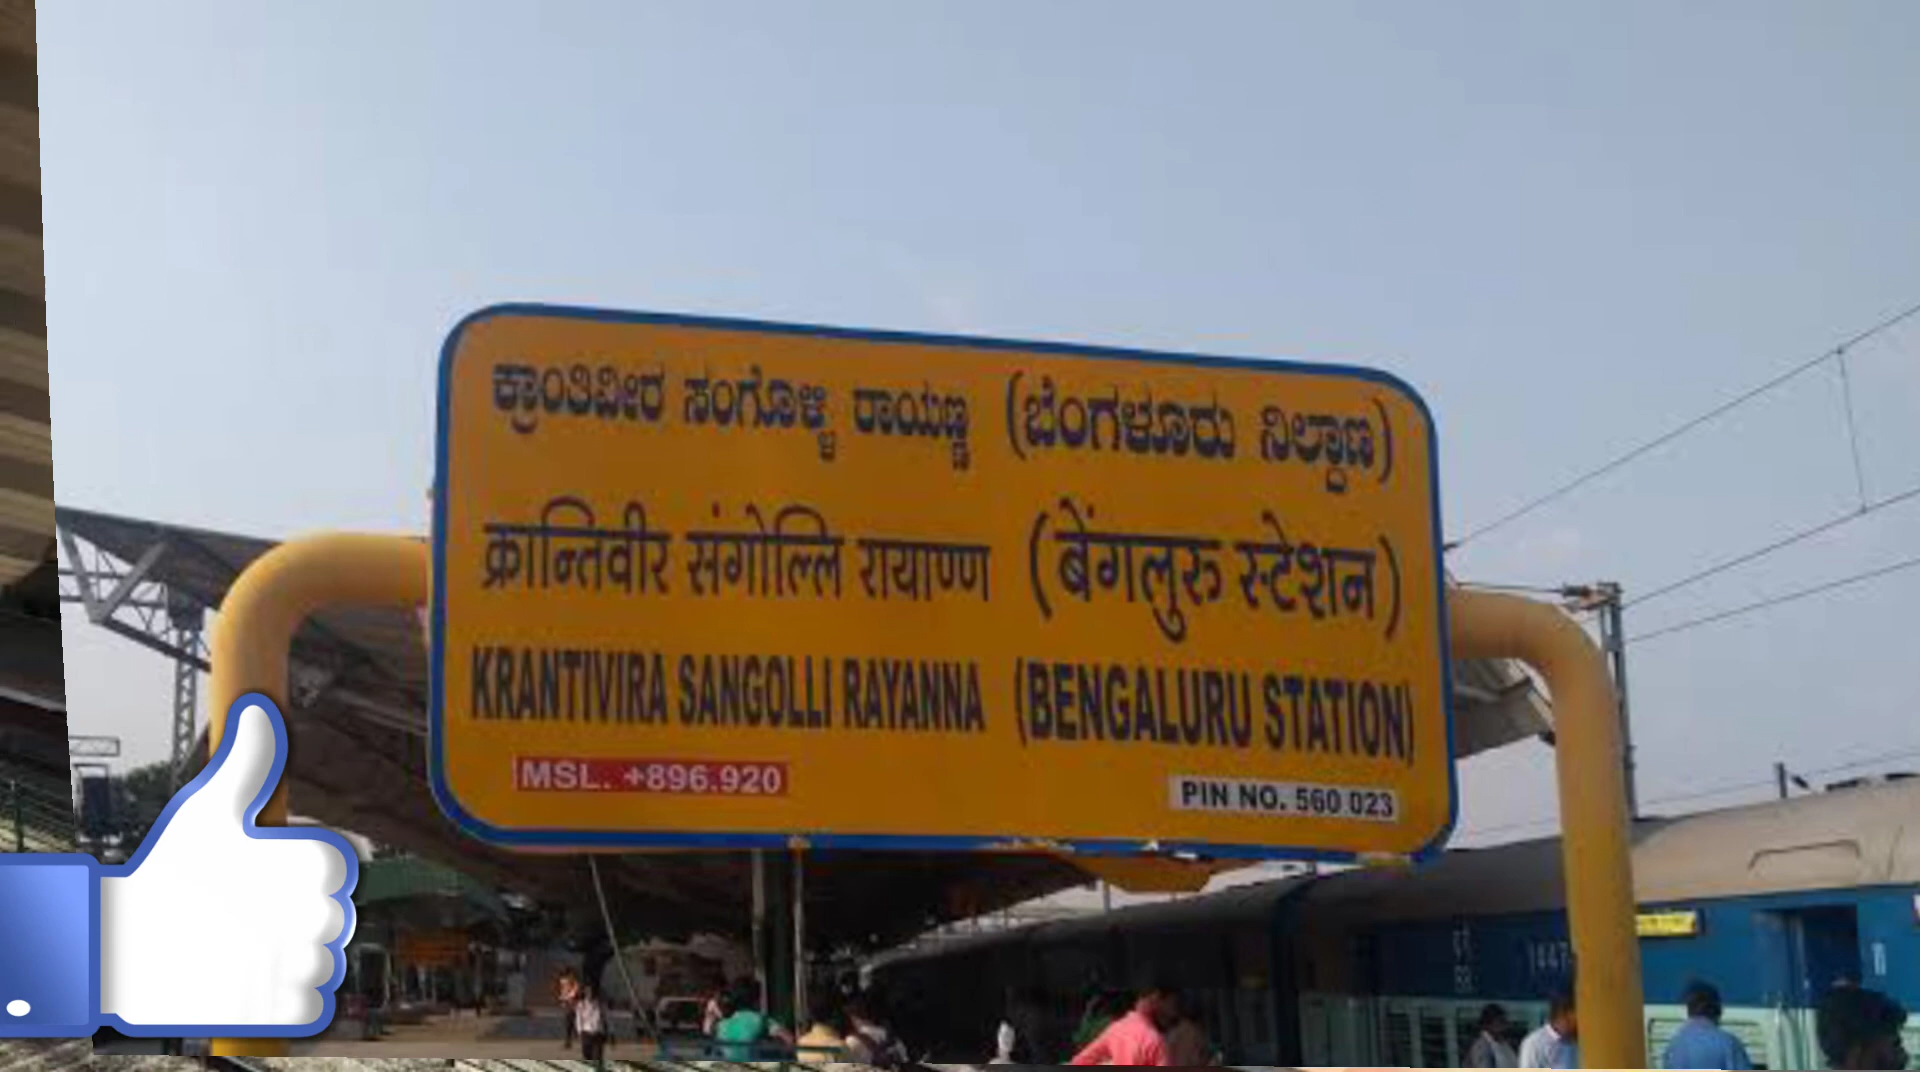 ಕ್ರಾಂತಿವೀರ ಸಂಗೊಳ್ಳಿ ರಾಯಣ್ಣ (ಬೆಂಗಳೂರು ನಿಲ್ದಾಣ)
क्रान्तिवीर संगोल्लि रायाण्ण (बेंगलुरु स्टेशन)
KRANTIVIRA SANGOLLI RAYANNA (BENGALURU STATION)
MSL. +896.920 PIN NO. 560 023